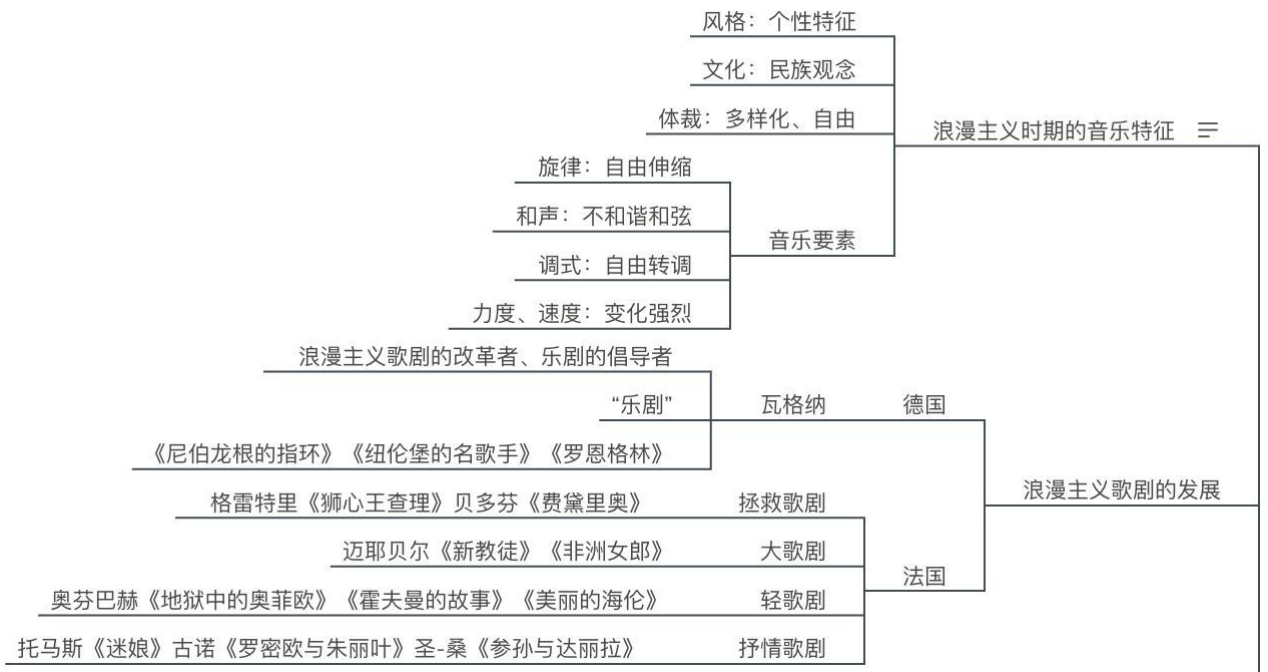 风格：个性特征
文化：民族观念
体裁：多样化、自由
浪漫主义时期的音乐特征
旋律：自由伸缩
和声：不和谐和弦
音乐要素
调式：自由转调
力度、速度：变化强烈
浪漫主义歌剧的改革者、乐剧的倡导者
“乐剧” 瓦格纳 德国
《尼伯龙根的指环》《纽伦堡的名歌手》《罗恩格林》
浪漫主义歌剧的发展
格雷特里《狮心王查理》贝多芬《费黛里奥》 拯救歌剧
迈耶贝尔《新教徒》《非洲女郎》 大歌剧
法国
奥芬巴赫《地狱中的奥菲欧》《霍夫曼的故事》《美丽的海伦》 轻歌剧
托马斯《迷娘》古诺《罗密欧与朱丽叶》圣-桑《参孙与达丽拉》 抒情歌剧